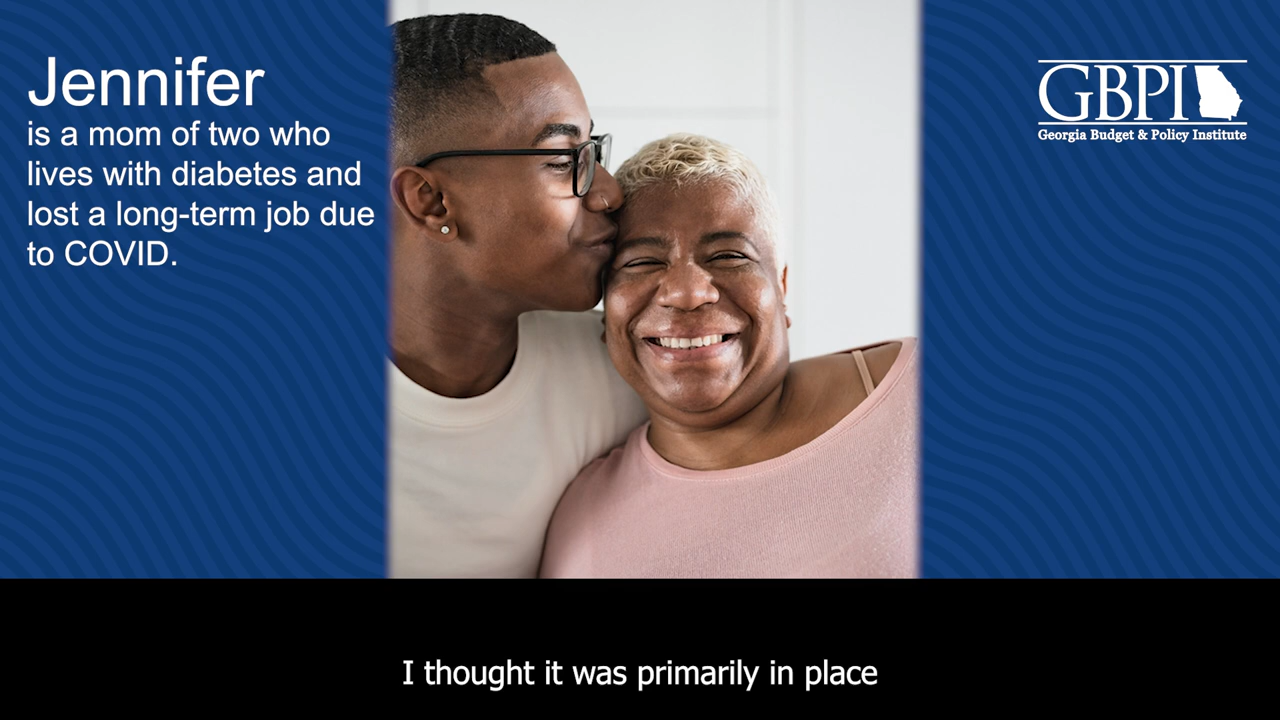 Jennifer
is a mom of two who
lives with diabetes and
lost a long-term job due
to COVID.
GBPI
Georgia Budget & Policy Institute
I thought it was primarily in place